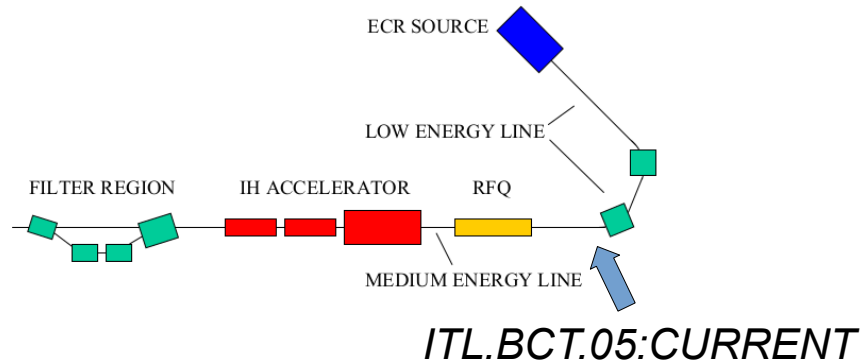 ECR SOURCE
LOW ENERGY LINE
FILTER REGION
IH ACCELERATOR
RFQ
MEDIUM ENERGY LINE
ITL.BCT.05:CURRENT